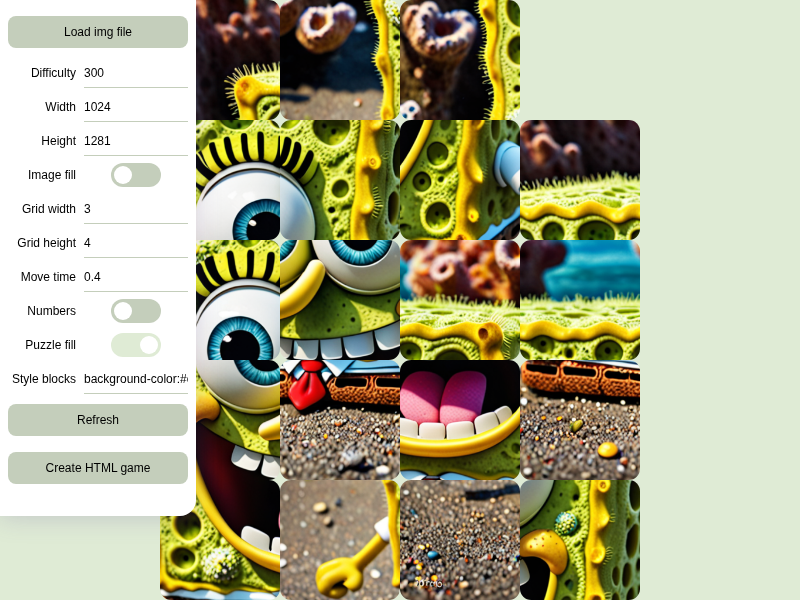 Load img file
Difficulty 300
Width 1024
Height 1281
Image fill
Grid width 3
Grid height 4
Move time 0.4
Numbers
Puzzle fill
Style blocks background-color:#
Refresh
Create HTML game